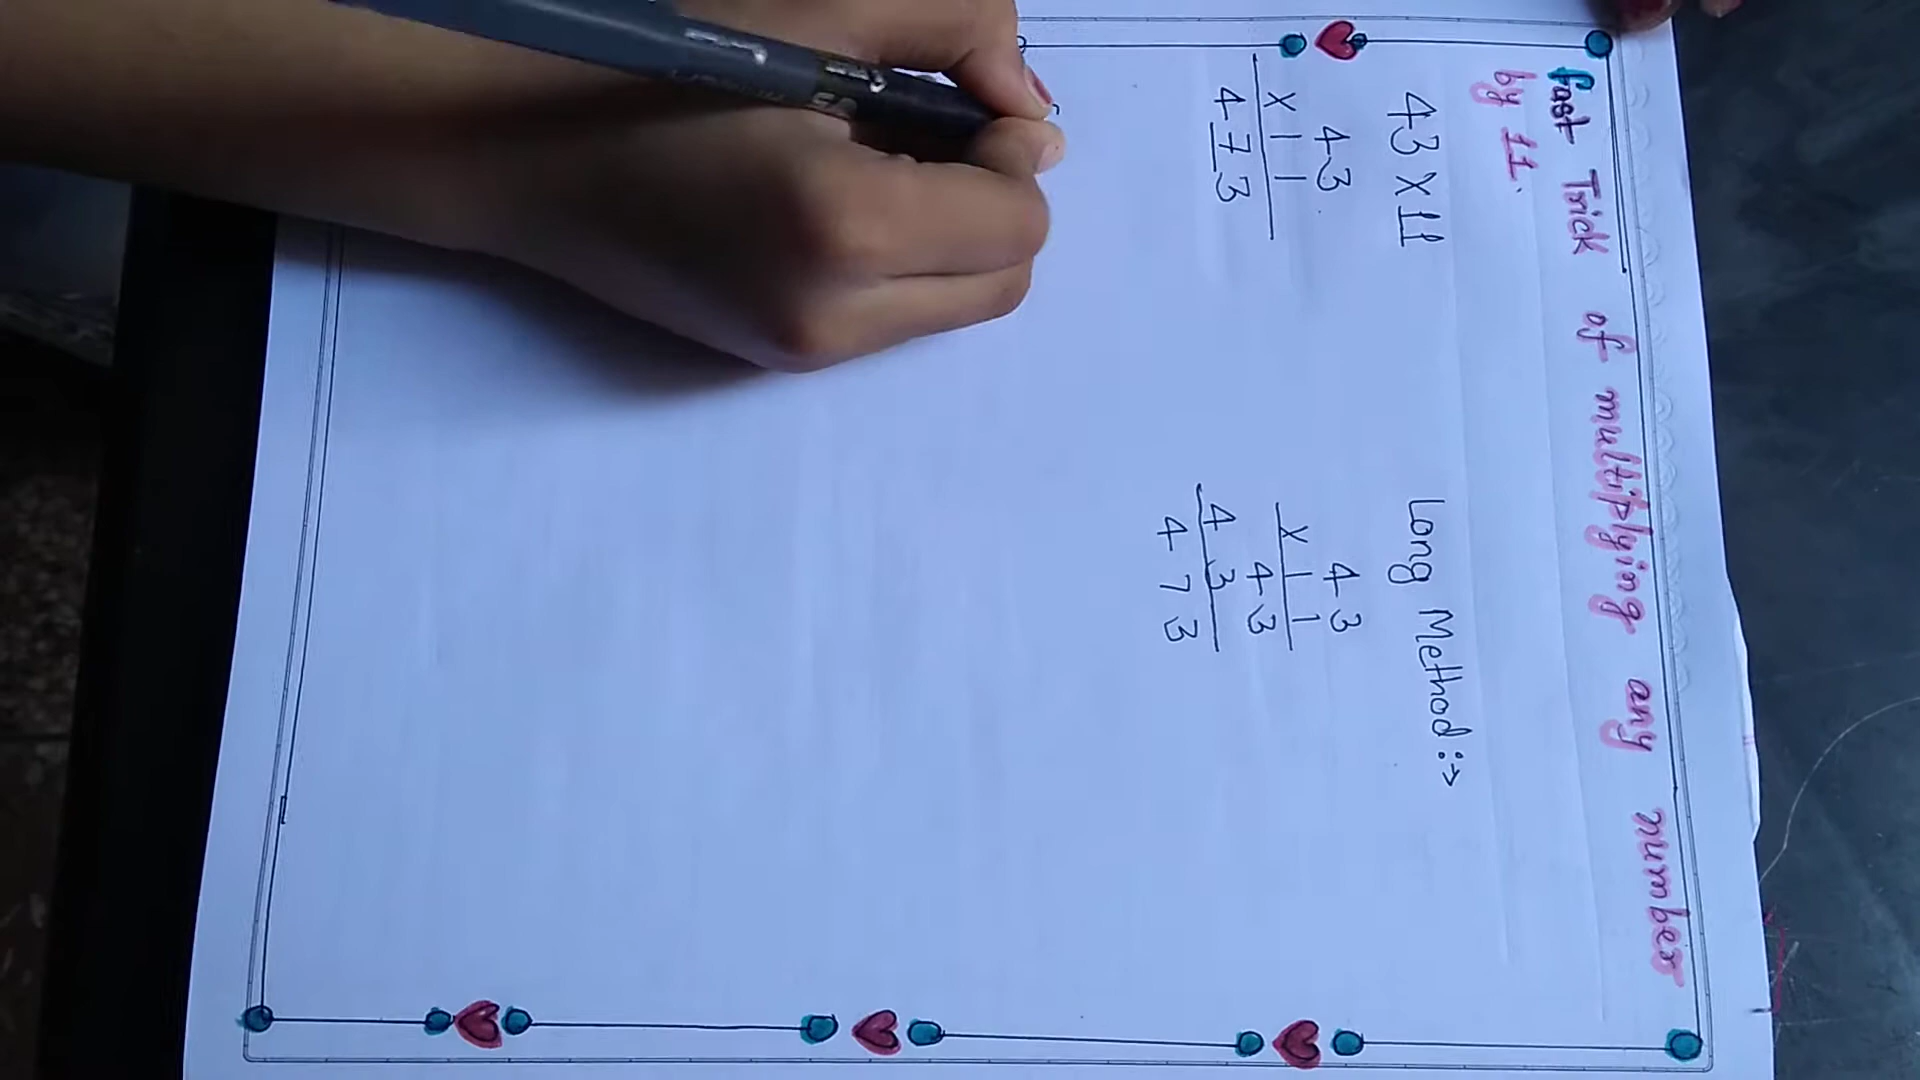 Fast Trick of multiplying any number
by 11.
43 x 11
43
x 11
473
Long Method :->
43
x 11
43
43
473